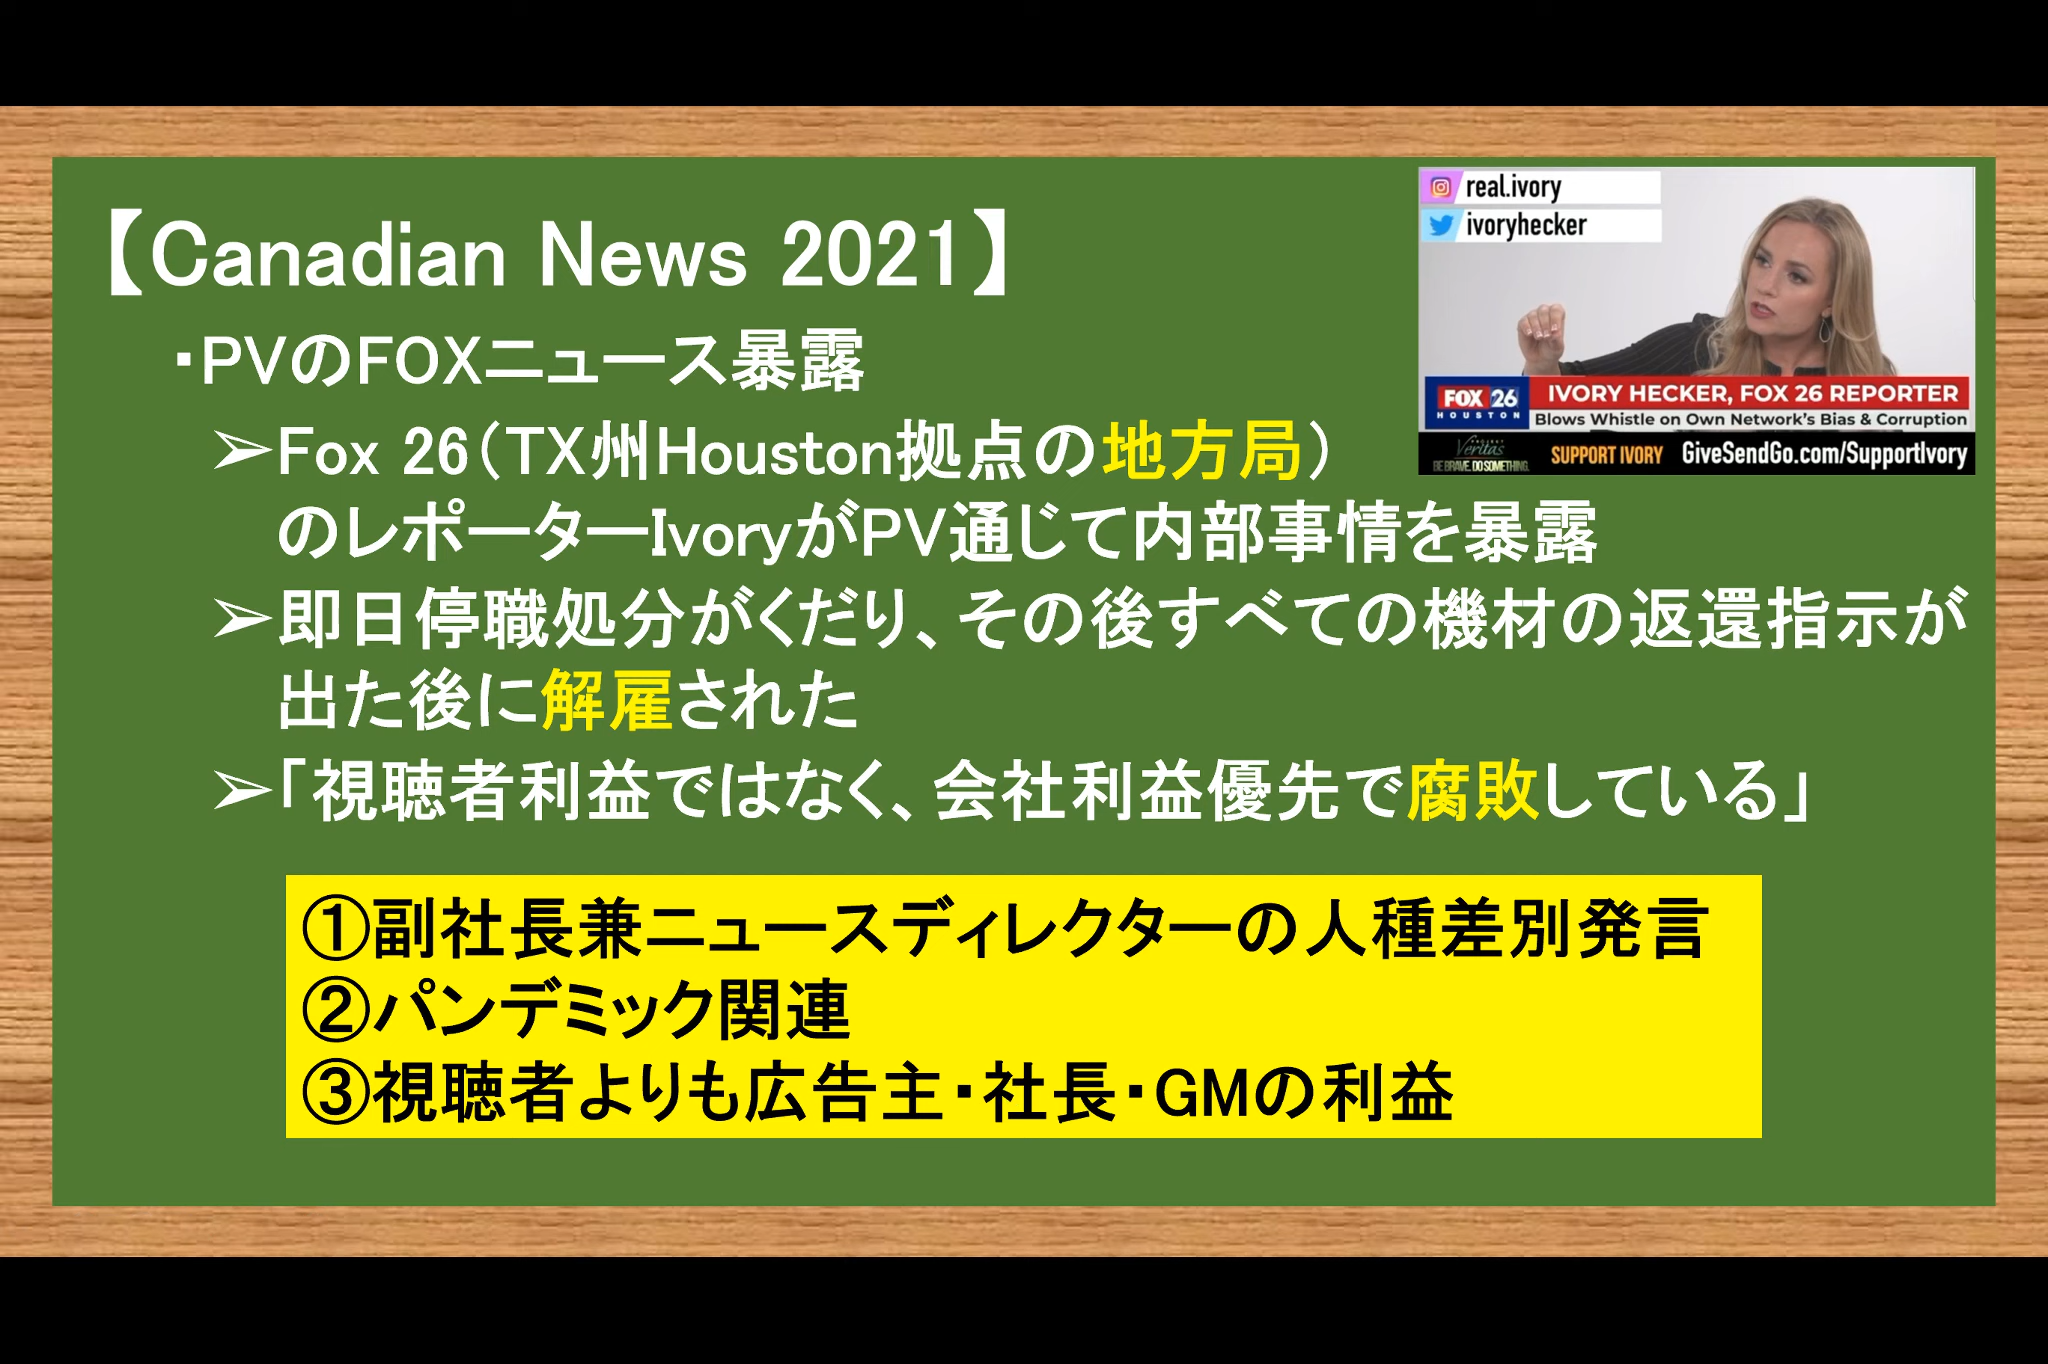 【Canadian News 2021】
・PVのFOXニュース暴露
➢Fox 26（TX州Houston拠点の地方局）
のレポーターIvoryがPV通じて内部事情を暴露
➢即日停職処分がくだり、その後すべての機材の返還指示が
出た後に解雇された
➢「視聴者利益ではなく、会社利益優先で腐敗している」
①副社長兼ニュースディレクターの人種差別発言
②パンデミック関連
③視聴者よりも広告主・社長・GMの利益
real.ivory
ivoryhecker
FOX 26
HOUSTON
IVORY HECKER, FOX 26 REPORTER
Blows Whistle on Own Network's Bias & Corruption
PROJECT
Veritas
BE BRAVE. DO SOMETHING.
SUPPORT IVORY GiveSendGo.com/SupportIvory